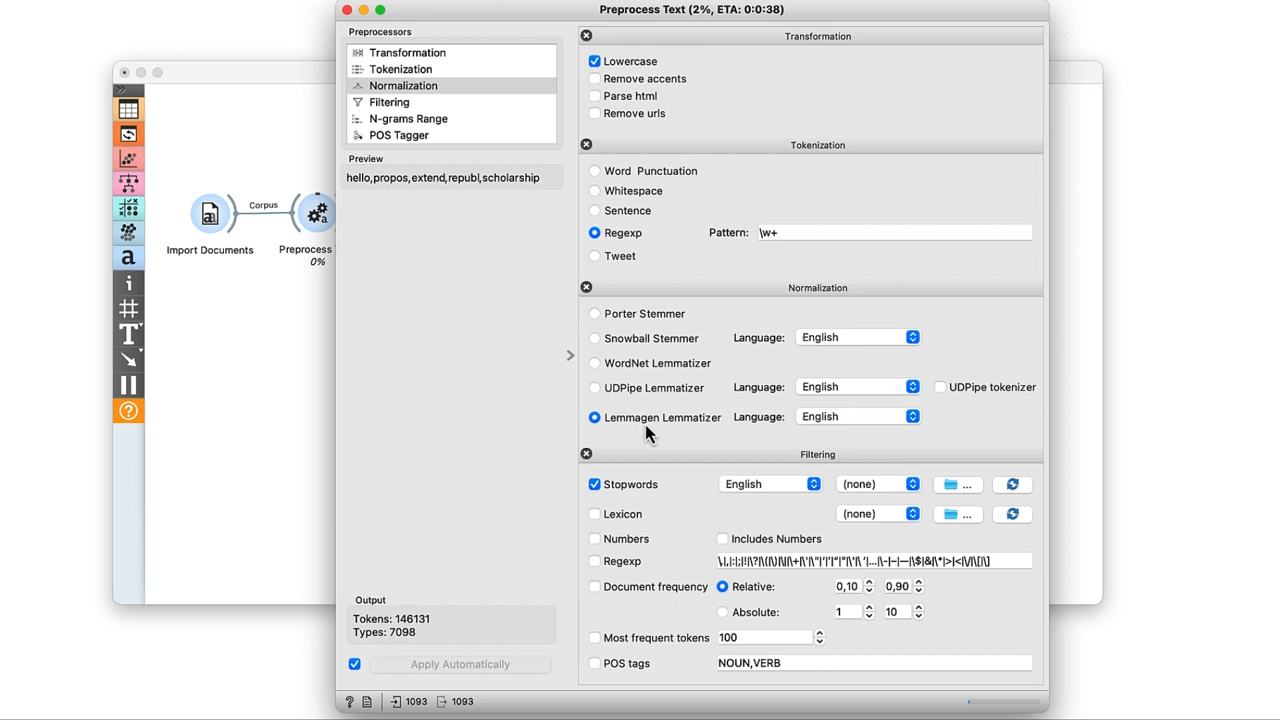 Preprocess Text (2%, ETA: 0:0:38)
Preprocessors
Transformation
Tokenization
Normalization
Filtering
N-grams Range
POS Tagger
Preview
hello,propos,extend,republ,scholarship
Corpus
Import Documents
Preprocess
0%
Output
Tokens: 146131
Types: 7098
Apply Automatically
1093
1093
Transformation
Lowercase
Remove accents
Parse html
Remove urls
Tokenization
Word Punctuation
Whitespace
Sentence
Regexp Pattern: \w+
Tweet
Normalization
Porter Stemmer
Snowball Stemmer Language: English
WordNet Lemmatizer
UDPipe Lemmatizer Language: English UDPipe tokenizer
Lemmagen Lemmatizer Language: English
Filtering
Stopwords English (none) ...
Lexicon (none) ...
Numbers Includes Numbers
Regexp
Document frequency Relative: 0,10 0,90
Absolute: 1 10
Most frequent tokens 100
POS tags NOUN,VERB